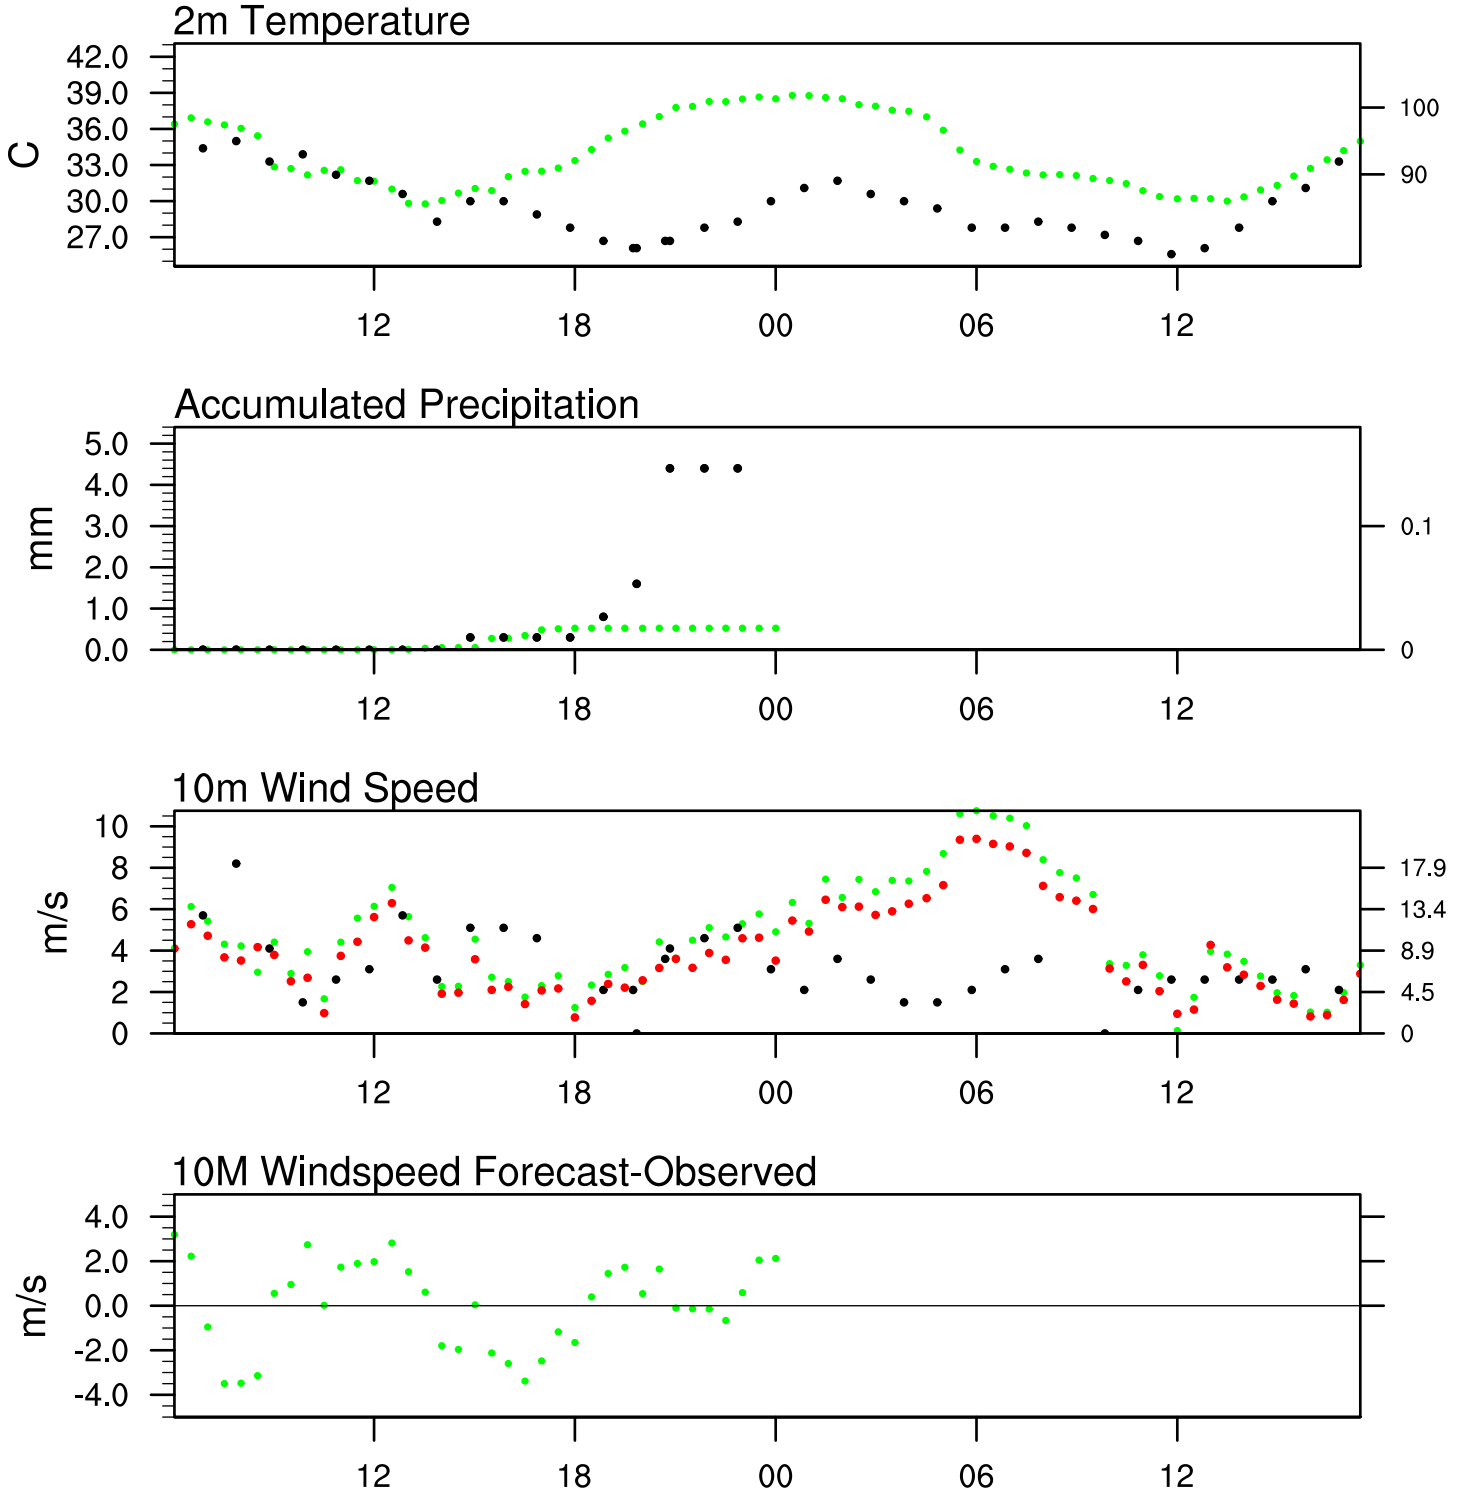 2m Temperature
42.0
39.0
36.0
33.0
30.0
27.0
C
100
90
12 18 00 06 12
Accumulated Precipitation
5.0
4.0
3.0
2.0
1.0
0.0
mm
0.1
0
12 18 00 06 12
10m Wind Speed
10
8
6
4
2
0
m/s
17.9
13.4
8.9
4.5
0
12 18 00 06 12
10M Windspeed Forecast-Observed
4.0
2.0
0.0
-2.0
-4.0
m/s
12 18 00 06 12